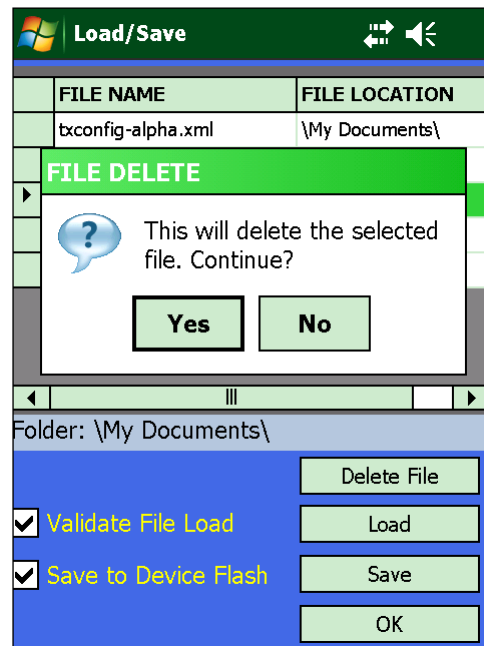 Load/Save
FILE NAME FILE LOCATION
txconfig-alpha.xml \My Documents\
FILE DELETE
?
This will delete the selected
file. Continue?
Yes No
Folder: \My Documents\
Delete File
Validate File Load Load
Save to Device Flash Save
OK